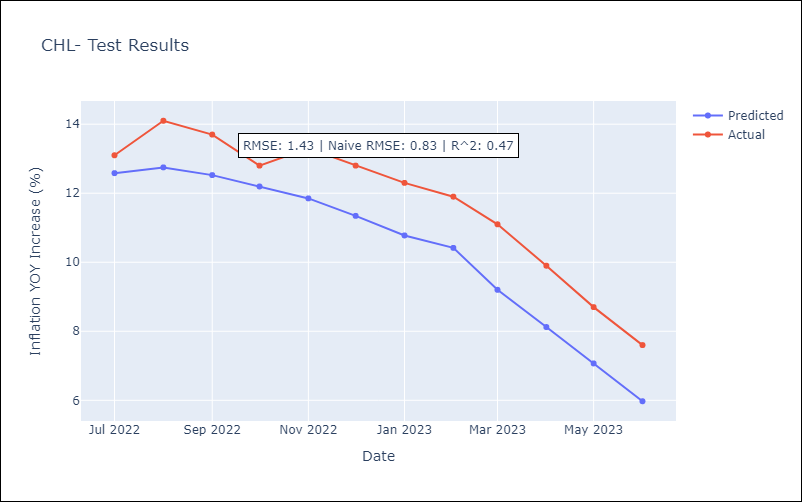 CHL- Test Results
Predicted
Actual
RMSE: 1.43 | Naive RMSE: 0.83 | R^2: 0.47
Inflation YOY Increase (%)
14
12
10
8
6
Jul 2022
Sep 2022
Nov 2022
Jan 2023
Mar 2023
May 2023
Date